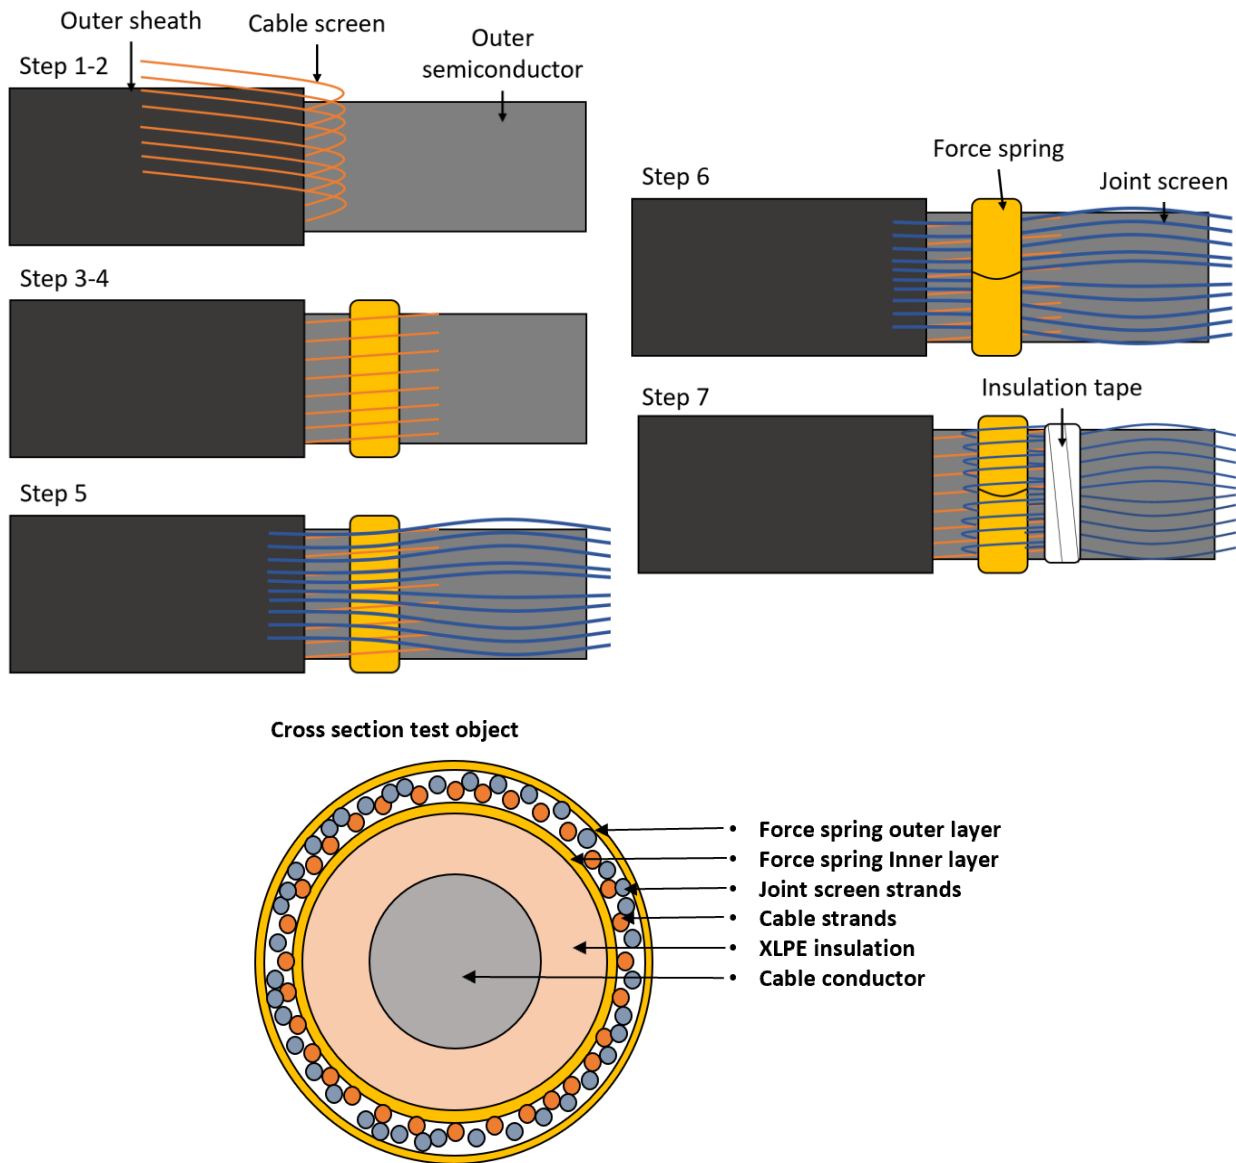 Outer sheath
Cable screen
Outer
semiconductor
Step 1-2
Step 3-4
Step 5
Force spring
Joint screen
Step 6
Insulation tape
Step 7
Cross section test object
• Force spring outer layer
• Force spring Inner layer
• Joint screen strands
• Cable strands
• XLPE insulation
• Cable conductor